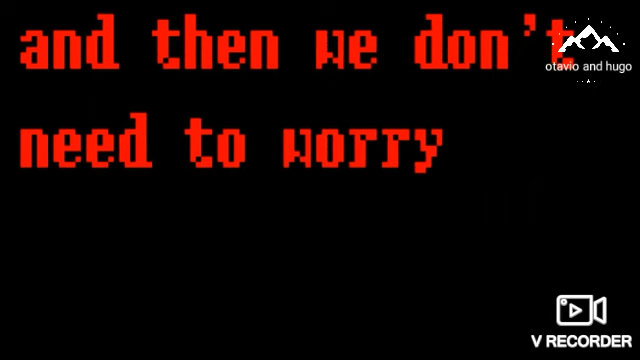 and then we don't
otavio and hugo
need to worry
V RECORDER